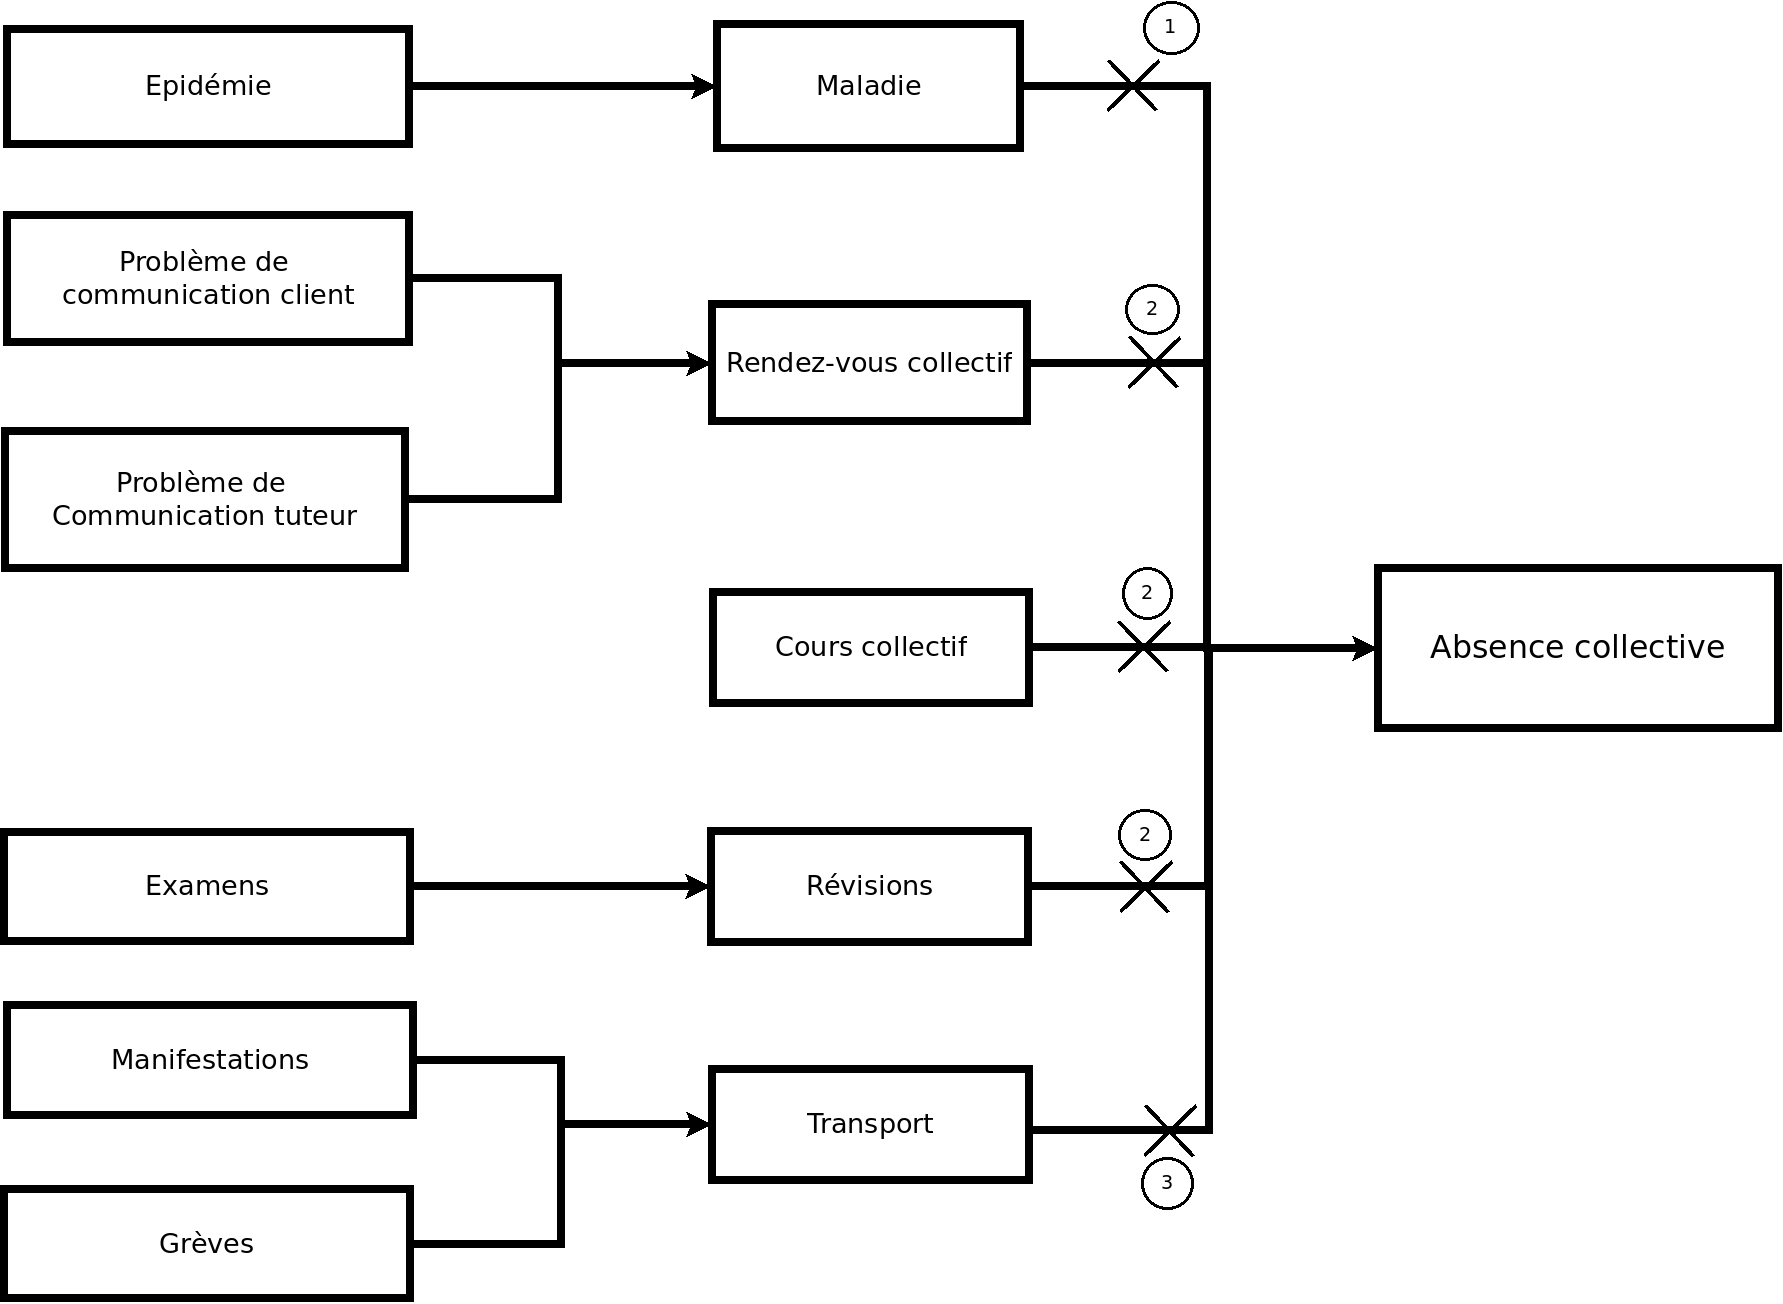 1
Epidémie
Maladie
Problème de
communication client
2
Rendez-vous collectif
Problème de
Communication tuteur
2
Cours collectif
Absence collective
2
Examens
Révisions
Manifestations
Transport
3
Grèves